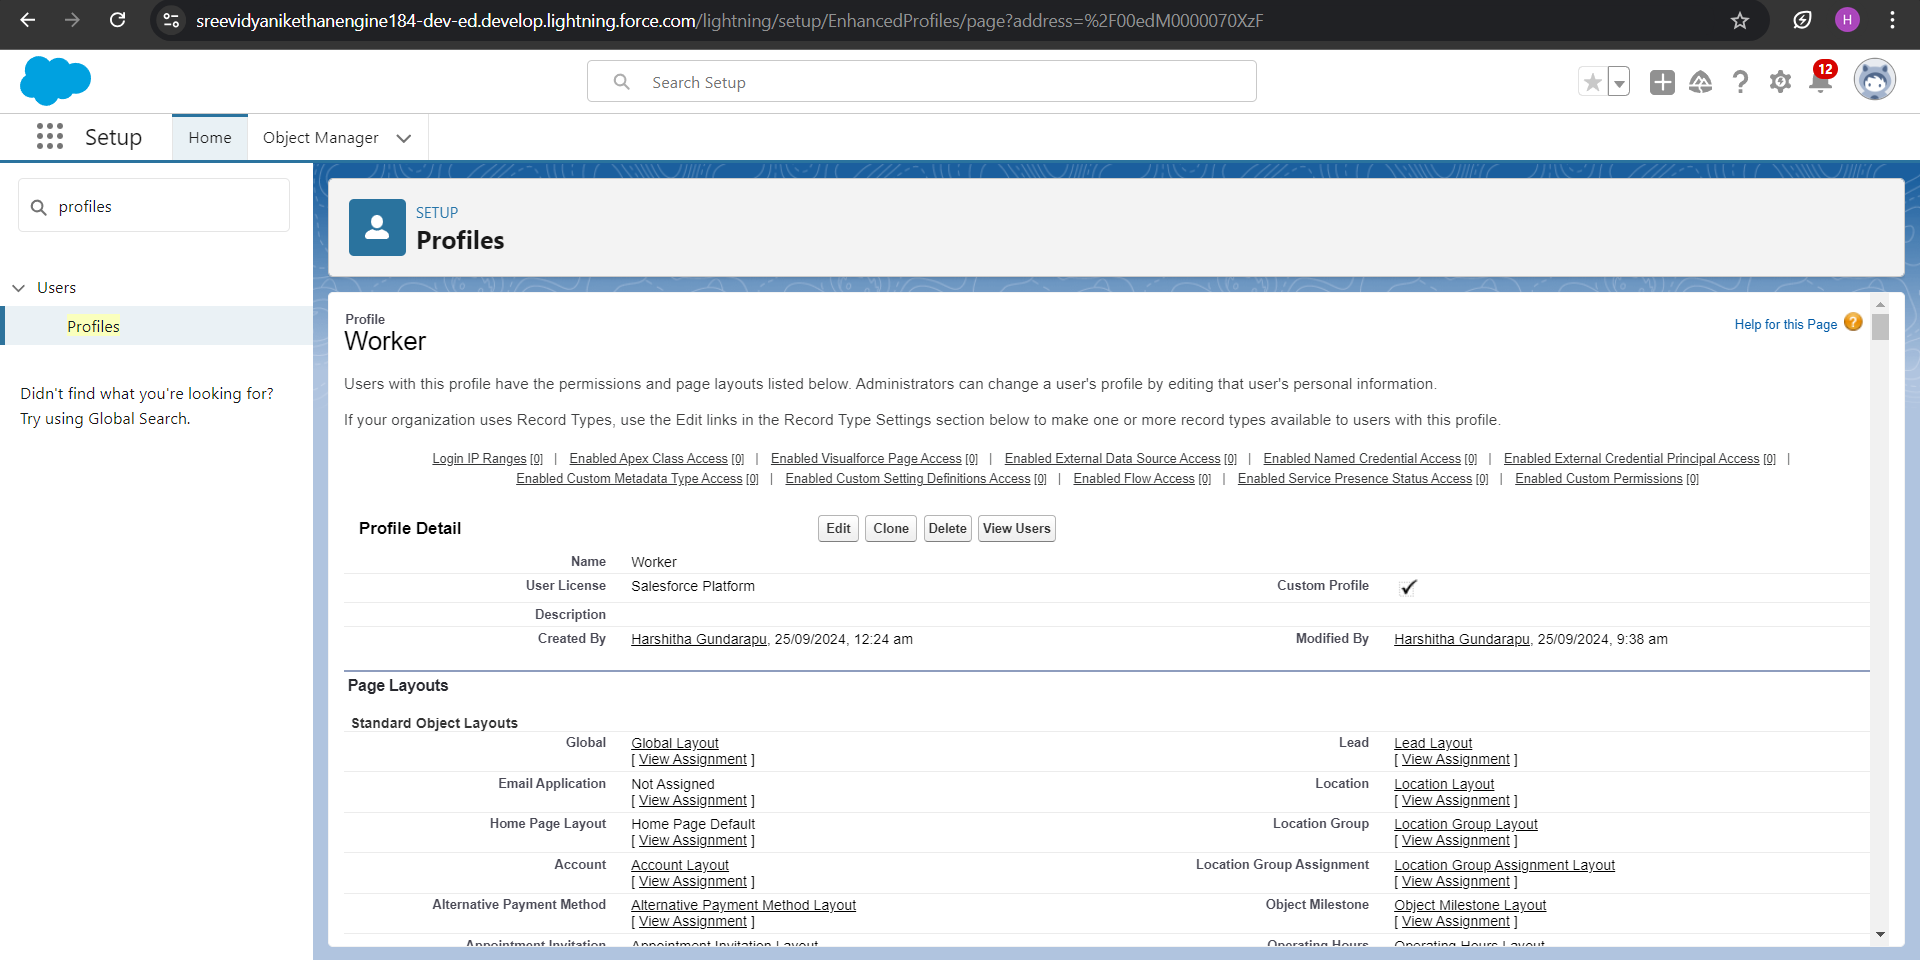 sreevidyanikethanengine184-dev-ed.develop.lightning.force.com/lightning/setup/EnhancedProfiles/page?address=%2F00edM0000070XzF
H
Search Setup
12
Setup
Home
Object Manager
profiles
Users
Profiles
Didn't find what you're looking for?
Try using Global Search.
SETUP
Profiles
Profile
Worker
Help for this Page ?
Users with this profile have the permissions and page layouts listed below. Administrators can change a user's profile by editing that user's personal information.
If your organization uses Record Types, use the Edit links in the Record Type Settings section below to make one or more record types available to users with this profile.
Login IP Ranges [0] | Enabled Apex Class Access [0] | Enabled Visualforce Page Access [0] | Enabled External Data Source Access [0] | Enabled Named Credential Access [0] | Enabled External Credential Principal Access [0] |
Enabled Custom Metadata Type Access [0] | Enabled Custom Setting Definitions Access [0] | Enabled Flow Access [0] | Enabled Service Presence Status Access [0] | Enabled Custom Permissions [0]
Profile Detail Edit Clone Delete View Users
Name Worker
User License Salesforce Platform Custom Profile
Description
Created By Harshitha Gundarapu, 25/09/2024, 12:24 am Modified By Harshitha Gundarapu, 25/09/2024, 9:38 am
Page Layouts
Standard Object Layouts
Global Global Layout Lead Lead Layout
[ View Assignment ] [ View Assignment ]
Email Application Not Assigned Location Location Layout
[ View Assignment ] [ View Assignment ]
Home Page Layout Home Page Default Location Group Location Group Layout
[ View Assignment ] [ View Assignment ]
Account Account Layout Location Group Assignment Location Group Assignment Layout
[ View Assignment ] [ View Assignment ]
Alternative Payment Method Alternative Payment Method Layout Object Milestone Object Milestone Layout
[ View Assignment ] [ View Assignment ]
Appointment Invitation Appointment Invitation Layout Operating Hours Operating Hours Layout